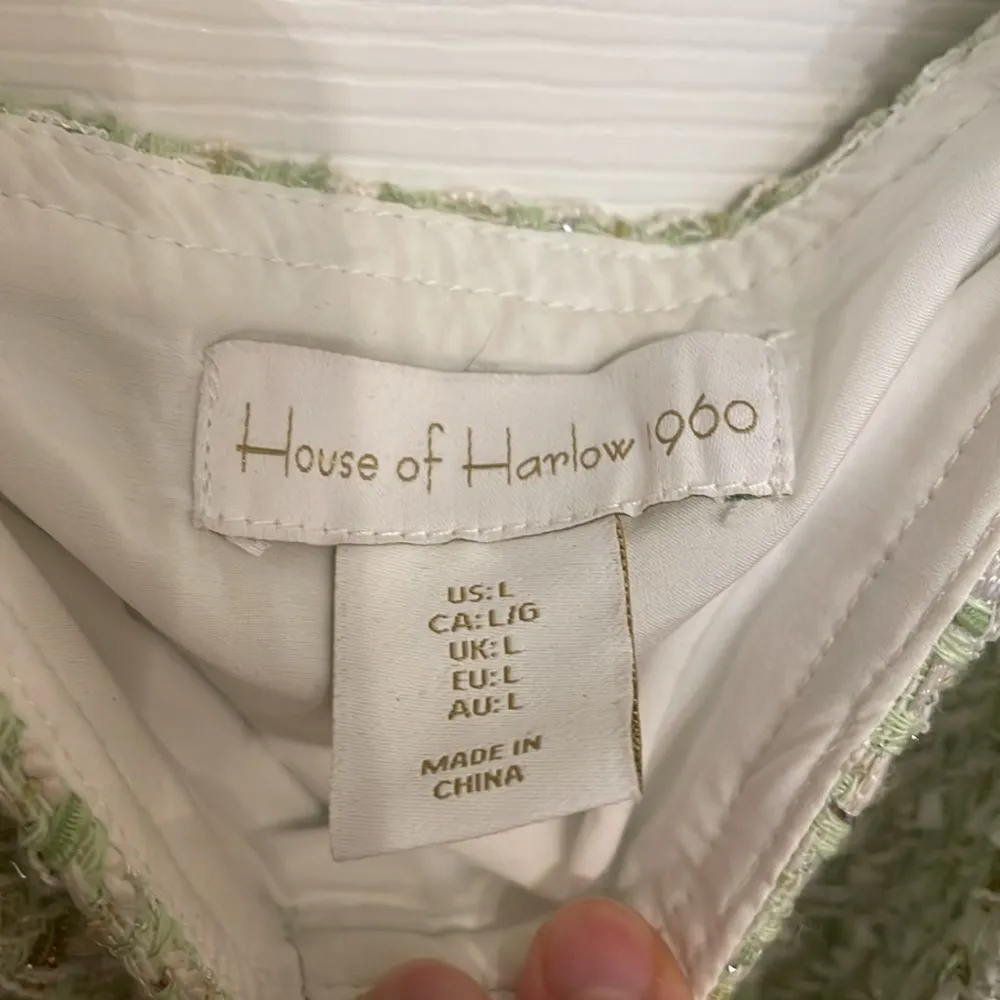 House of Harlow 1960
US: L
CA: L/G
UK: L
EU: L
AU: L
MADE IN
CHINA